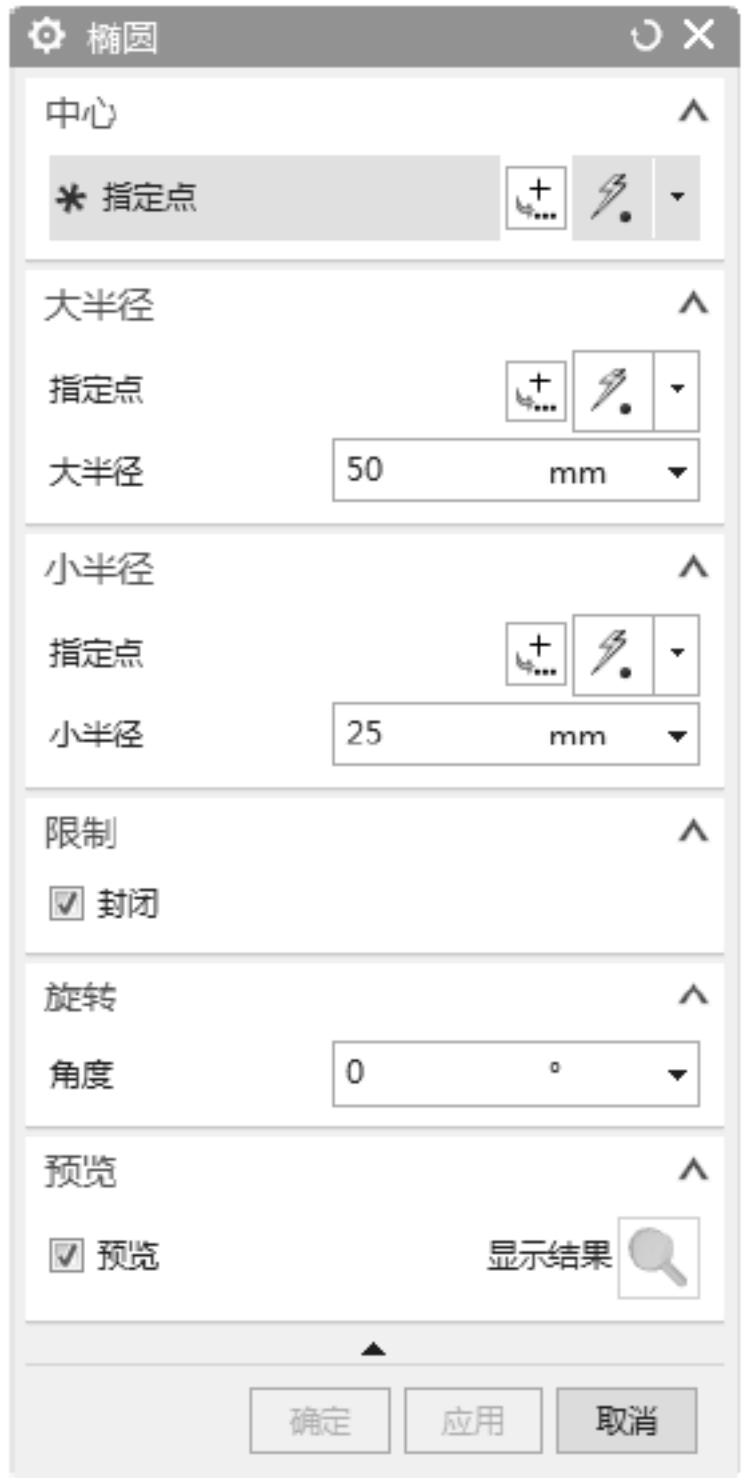 椭圆
中心
* 指定点
大半径
指定点
大半径 50 mm
小半径
指定点
小半径 25 mm
限制
封闭
旋转
角度 0 °
预览
预览 显示结果
确定 应用 取消